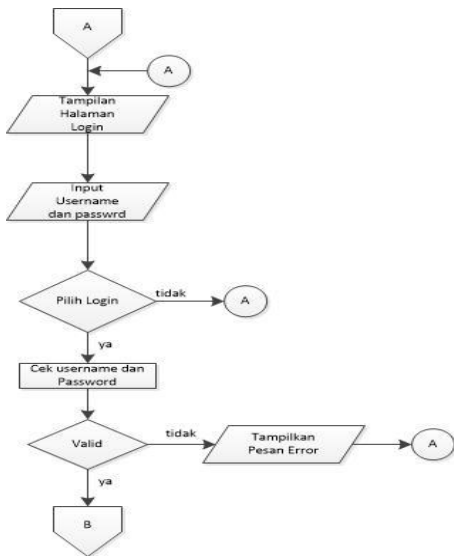 A
A
Tampilan
Halaman
Login
Input
Username
dan passwrd
Pilih Login
tidak
A
ya
Cek username dan
Password
Valid
tidak
Tampilkan
Pesan Error
A
ya
B